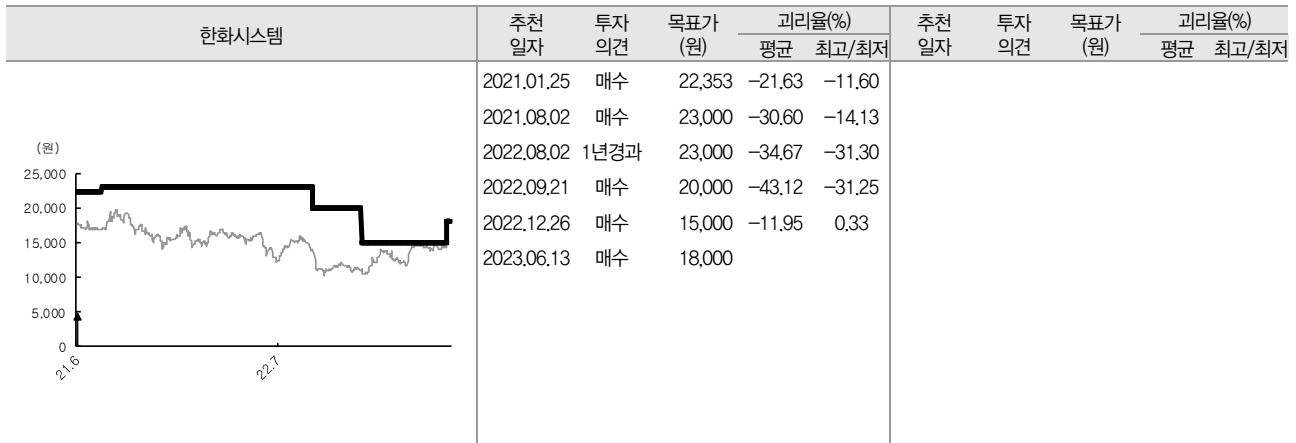 한화시스템
추천 투자 목표가 괴리율(%) 추천 투자 목표가 괴리율(%)
일자 의견 (원) 평균 최고/최저 일자 의견 (원) 평균 최고/최저
2021.01.25 매수 22,353 -21.63 -11.60
2021.08.02 매수 23,000 -30.60 -14.13
2022.08.02 1년경과 23,000 -34.67 -31.30
2022.09.21 매수 20,000 -43.12 -31.25
2022.12.26 매수 15,000 -11.95 0.33
2023.06.13 매수 18,000
(원)
25,000
20,000
15,000
10,000
5,000
0
21.6 22.7